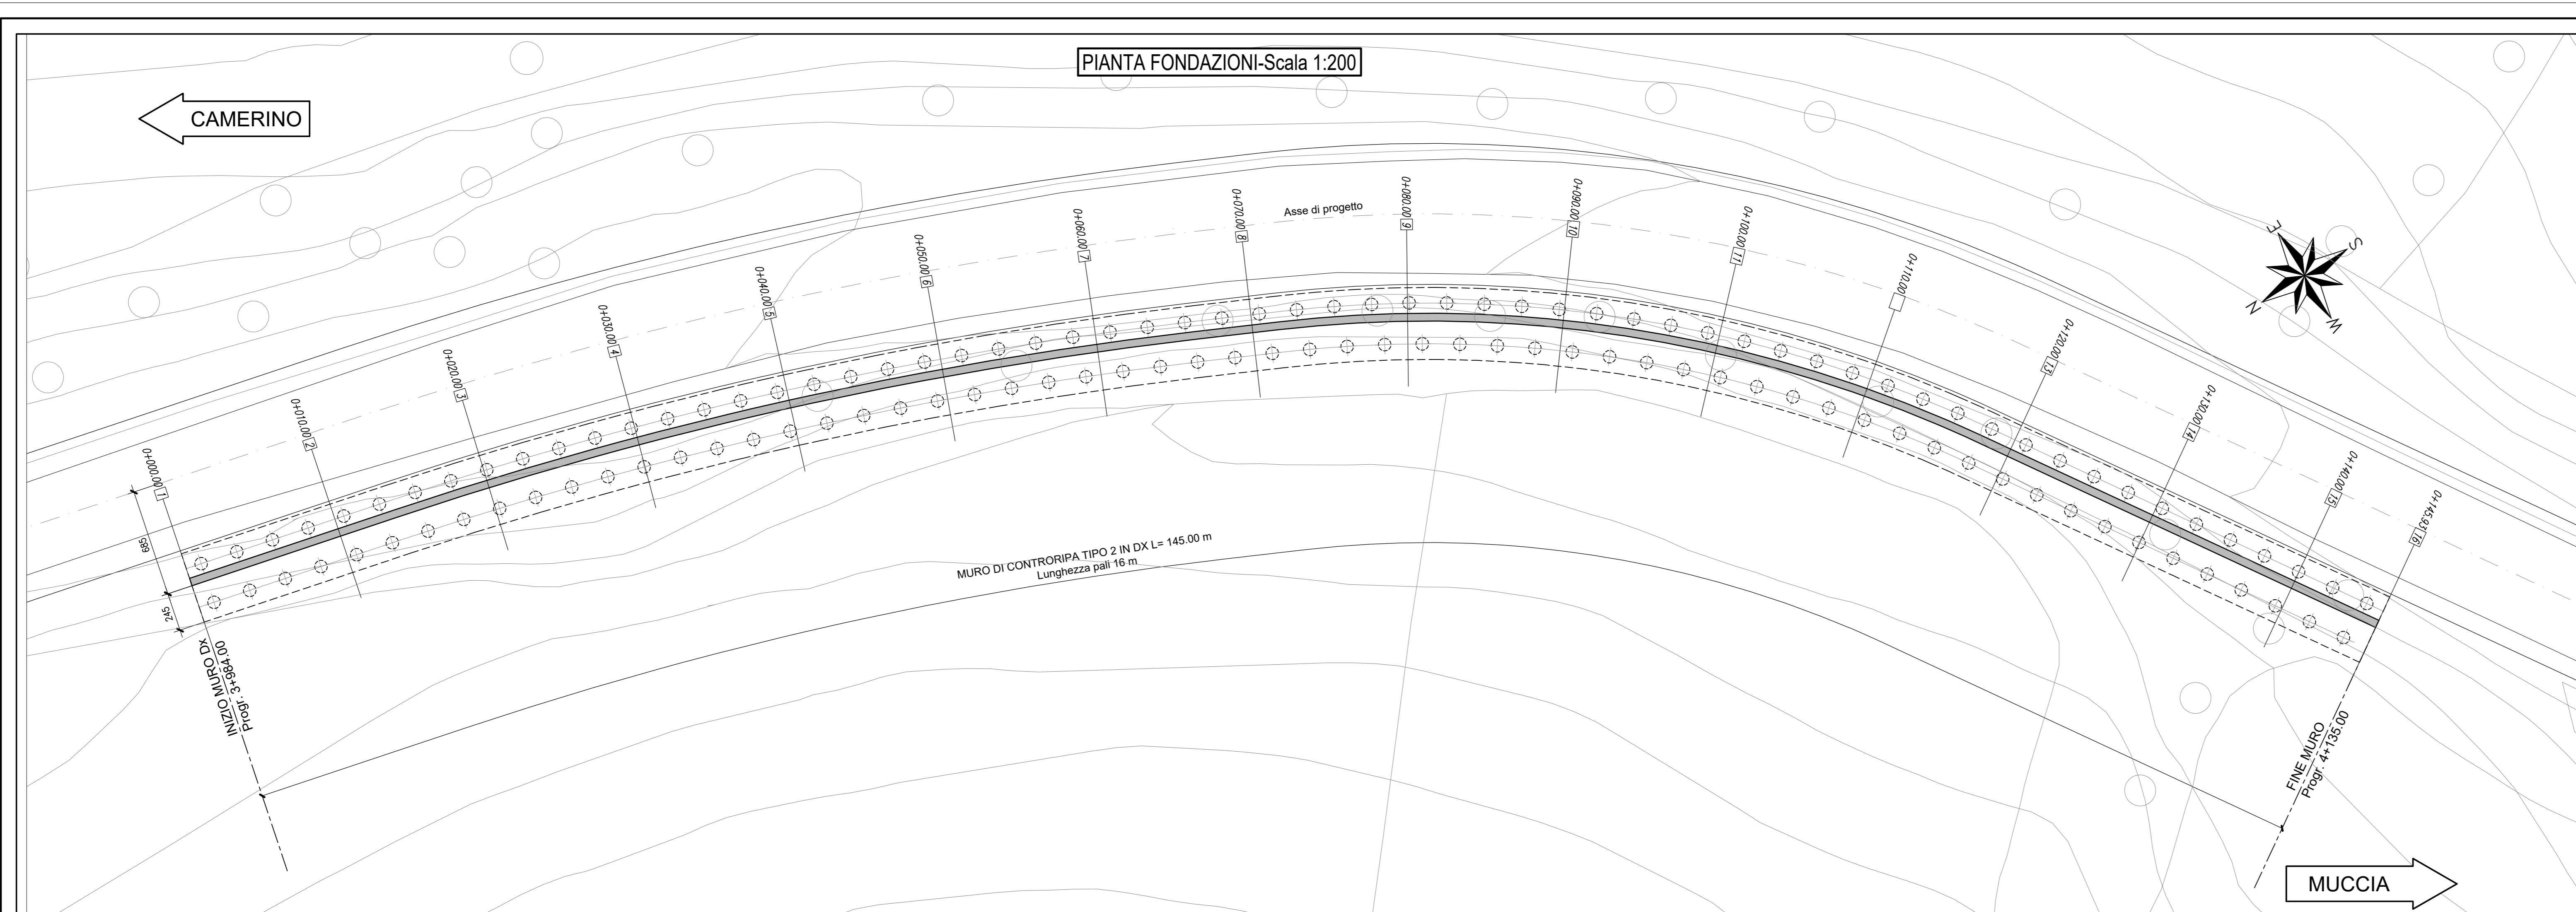 PIANTA FONDAZIONI-Scala 1:200
CAMERINO
Asse di progetto
0+000.00 1
0+010.00 2
0+020.00 3
0+030.00 4
0+040.00 5
0+050.00 6
0+060.00 7
0+070.00 8
0+080.00 9
0+090.00 10
0+100.00 11
0+110.00
0+120.00 13
0+130.00 14
0+140.00 15
0+145.93 16
E
S
N
W
685
245
INIZIO MURO Dx
Progr. 3+984.00
MURO DI CONTRORIPA TIPO 2 IN DX L= 145.00 m
Lunghezza pali 16 m
FINE MURO
Progr. 4+135.00
MUCCIA